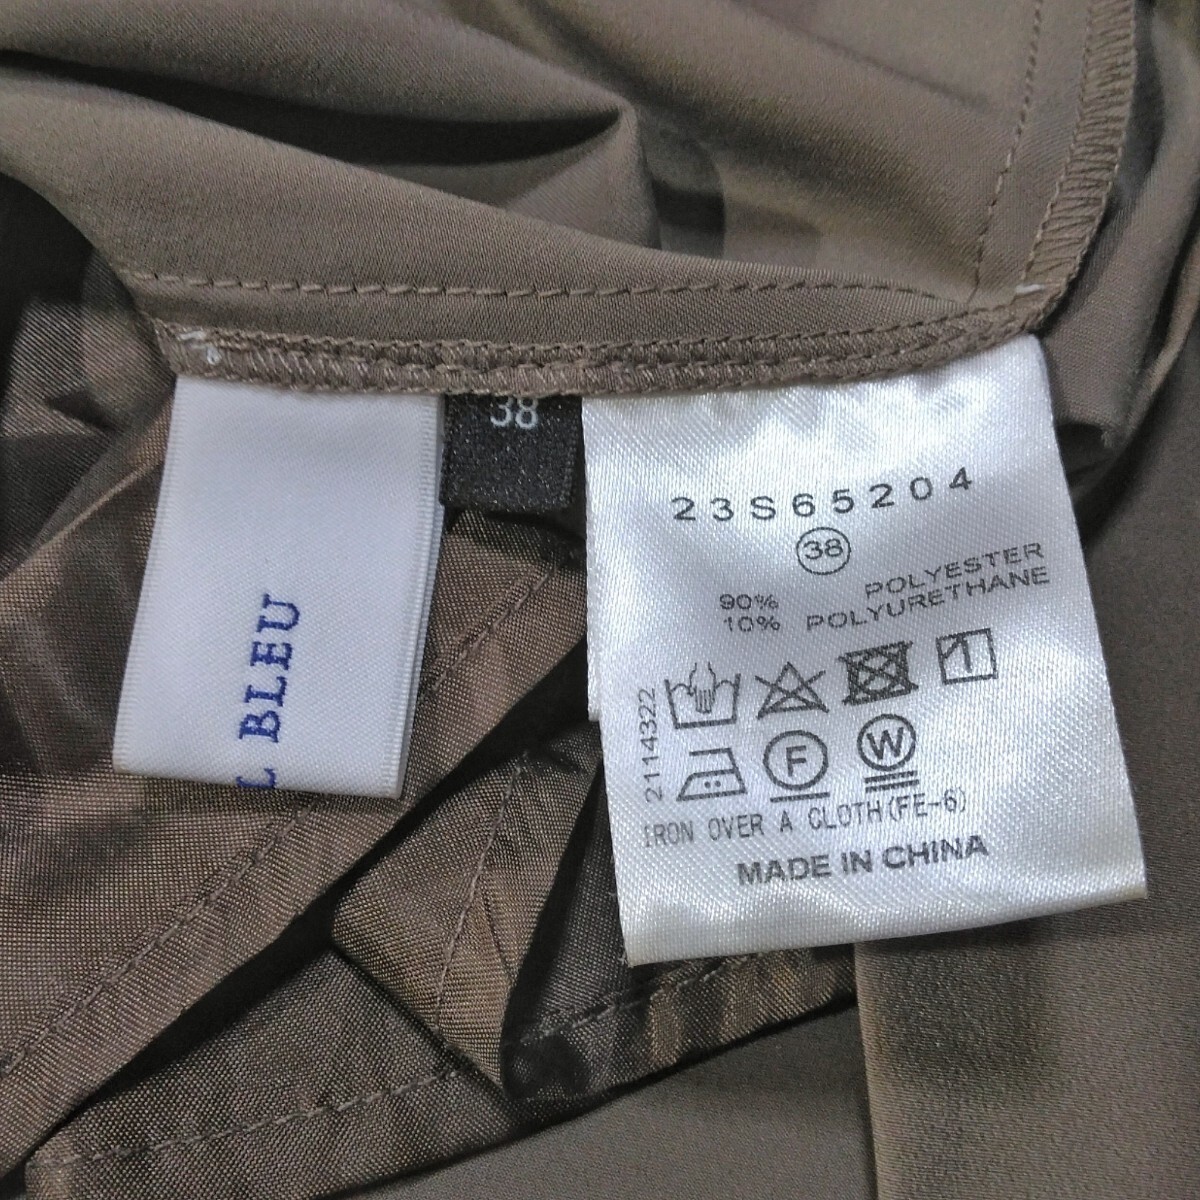 L BLEU
38
23S65204
38
90% POLYESTER
10% POLYURETHANE
2114322
F
W
IRON OVER A CLOTH(FE-6)
MADE IN CHINA